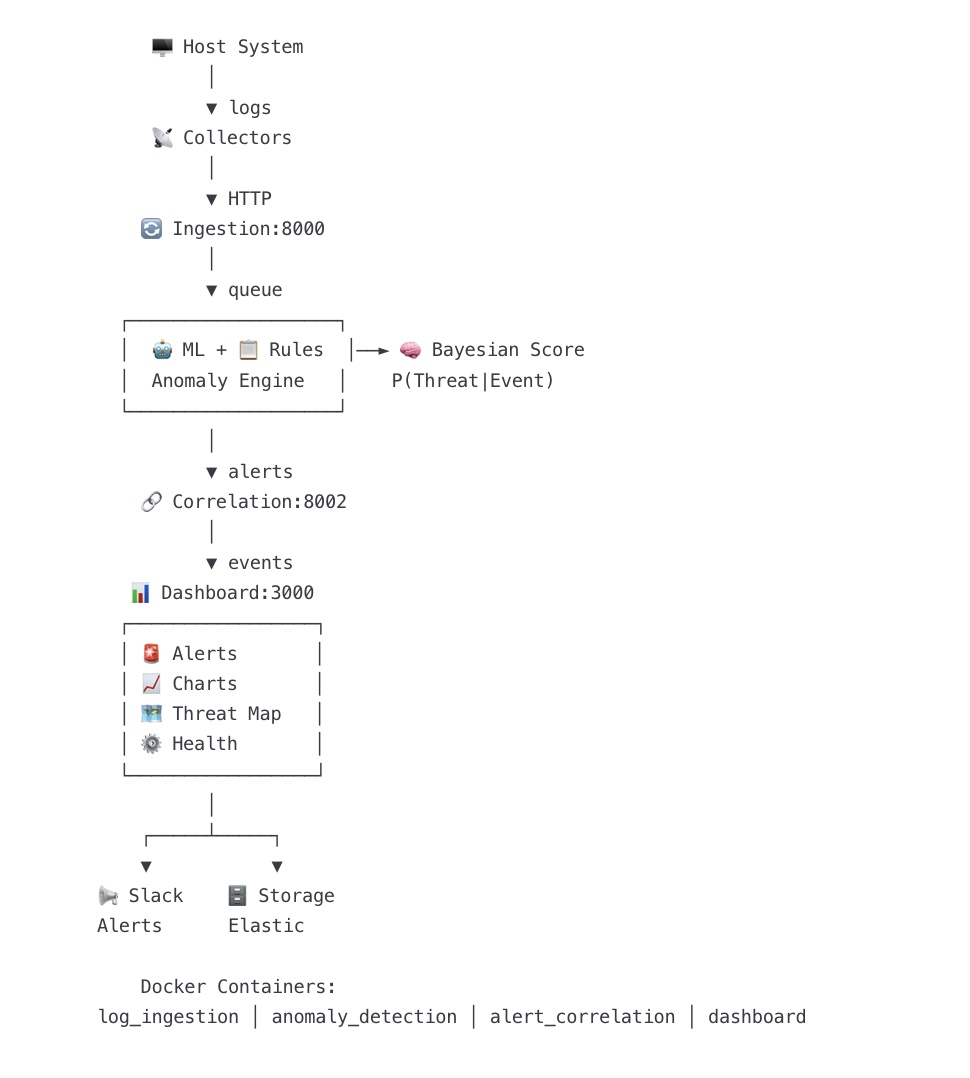 🖥️ Host System
▼ logs
📡 Collectors
▼ HTTP
🔄 Ingestion:8000
▼ queue
🤖 ML + 📋 Rules ──► 🧠 Bayesian Score
Anomaly Engine P(Threat|Event)
▼ alerts
🔗 Correlation:8002
▼ events
📊 Dashboard:3000
🚨 Alerts
📈 Charts
🗺️ Threat Map
⚙️ Health
▼ ▼
📢 Slack 🗄️ Storage
Alerts Elastic
Docker Containers:
log_ingestion │ anomaly_detection │ alert_correlation │ dashboard